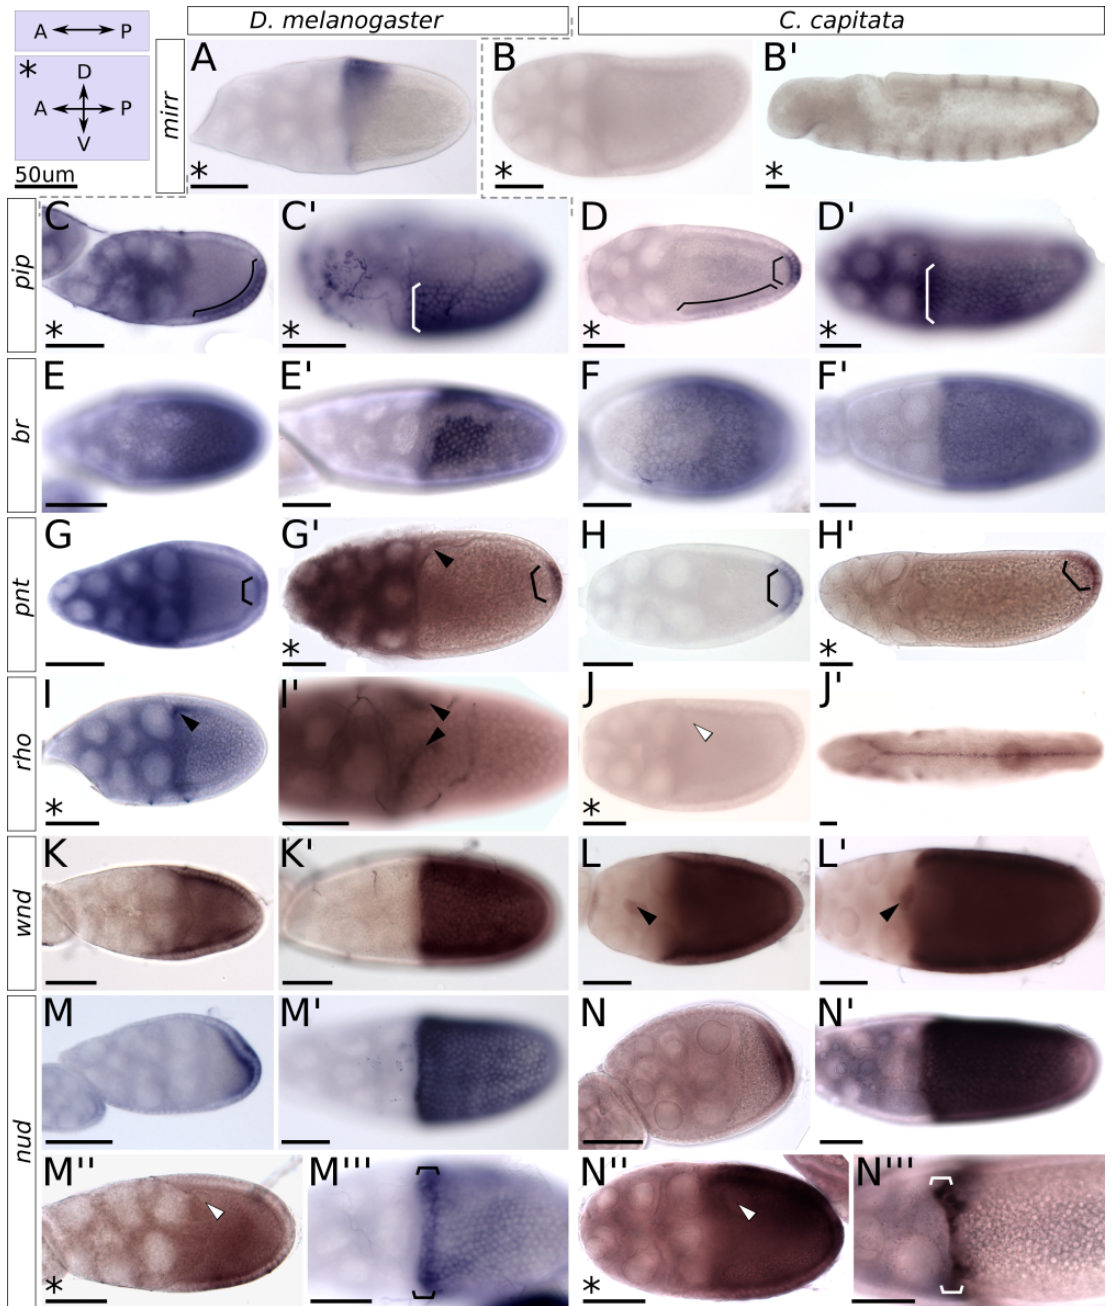 D. melanogaster
C. capitata
A P
* D
A P
V
50um
mirr
A
*
B
*
B'
*
pip
C
*
C'
*
D
*
D'
*
br
E
E'
F
F'
pnt
G
G'
*
H
H'
*
rho
I
*
I'
J
*
J'
wnd
K
K'
L
L'
nud
M
M'
N
N'
M''
*
M'''
N''
*
N'''